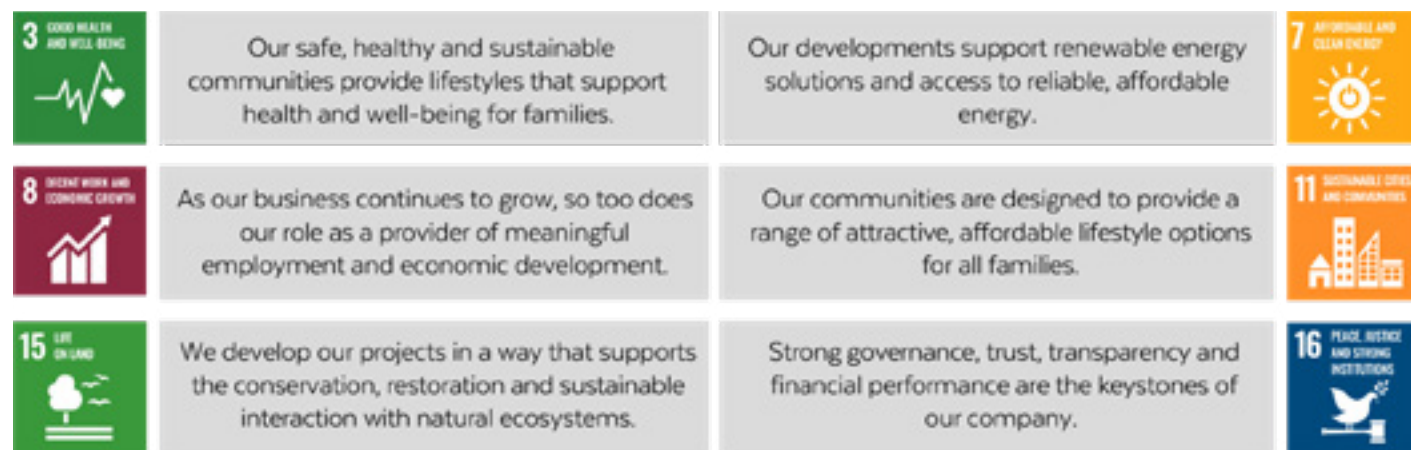 3 GOOD HEALTH
AND WELL-BEING
Our safe, healthy and sustainable
communities provide lifestyles that support
health and well-being for families.
Our developments support renewable energy
solutions and access to reliable, affordable
energy.
7 AFFORDABLE AND
CLEAN ENERGY
8 DECENT WORK AND
ECONOMIC GROWTH
As our business continues to grow, so too does
our role as a provider of meaningful
employment and economic development.
Our communities are designed to provide a
range of attractive, affordable lifestyle options
for all families.
11 SUSTAINABLE CITIES
AND COMMUNITIES
15 LIFE
ON LAND
We develop our projects in a way that supports
the conservation, restoration and sustainable
interaction with natural ecosystems.
Strong governance, trust, transparency and
financial performance are the keystones of
our company.
16 PEACE, JUSTICE
AND STRONG
INSTITUTIONS